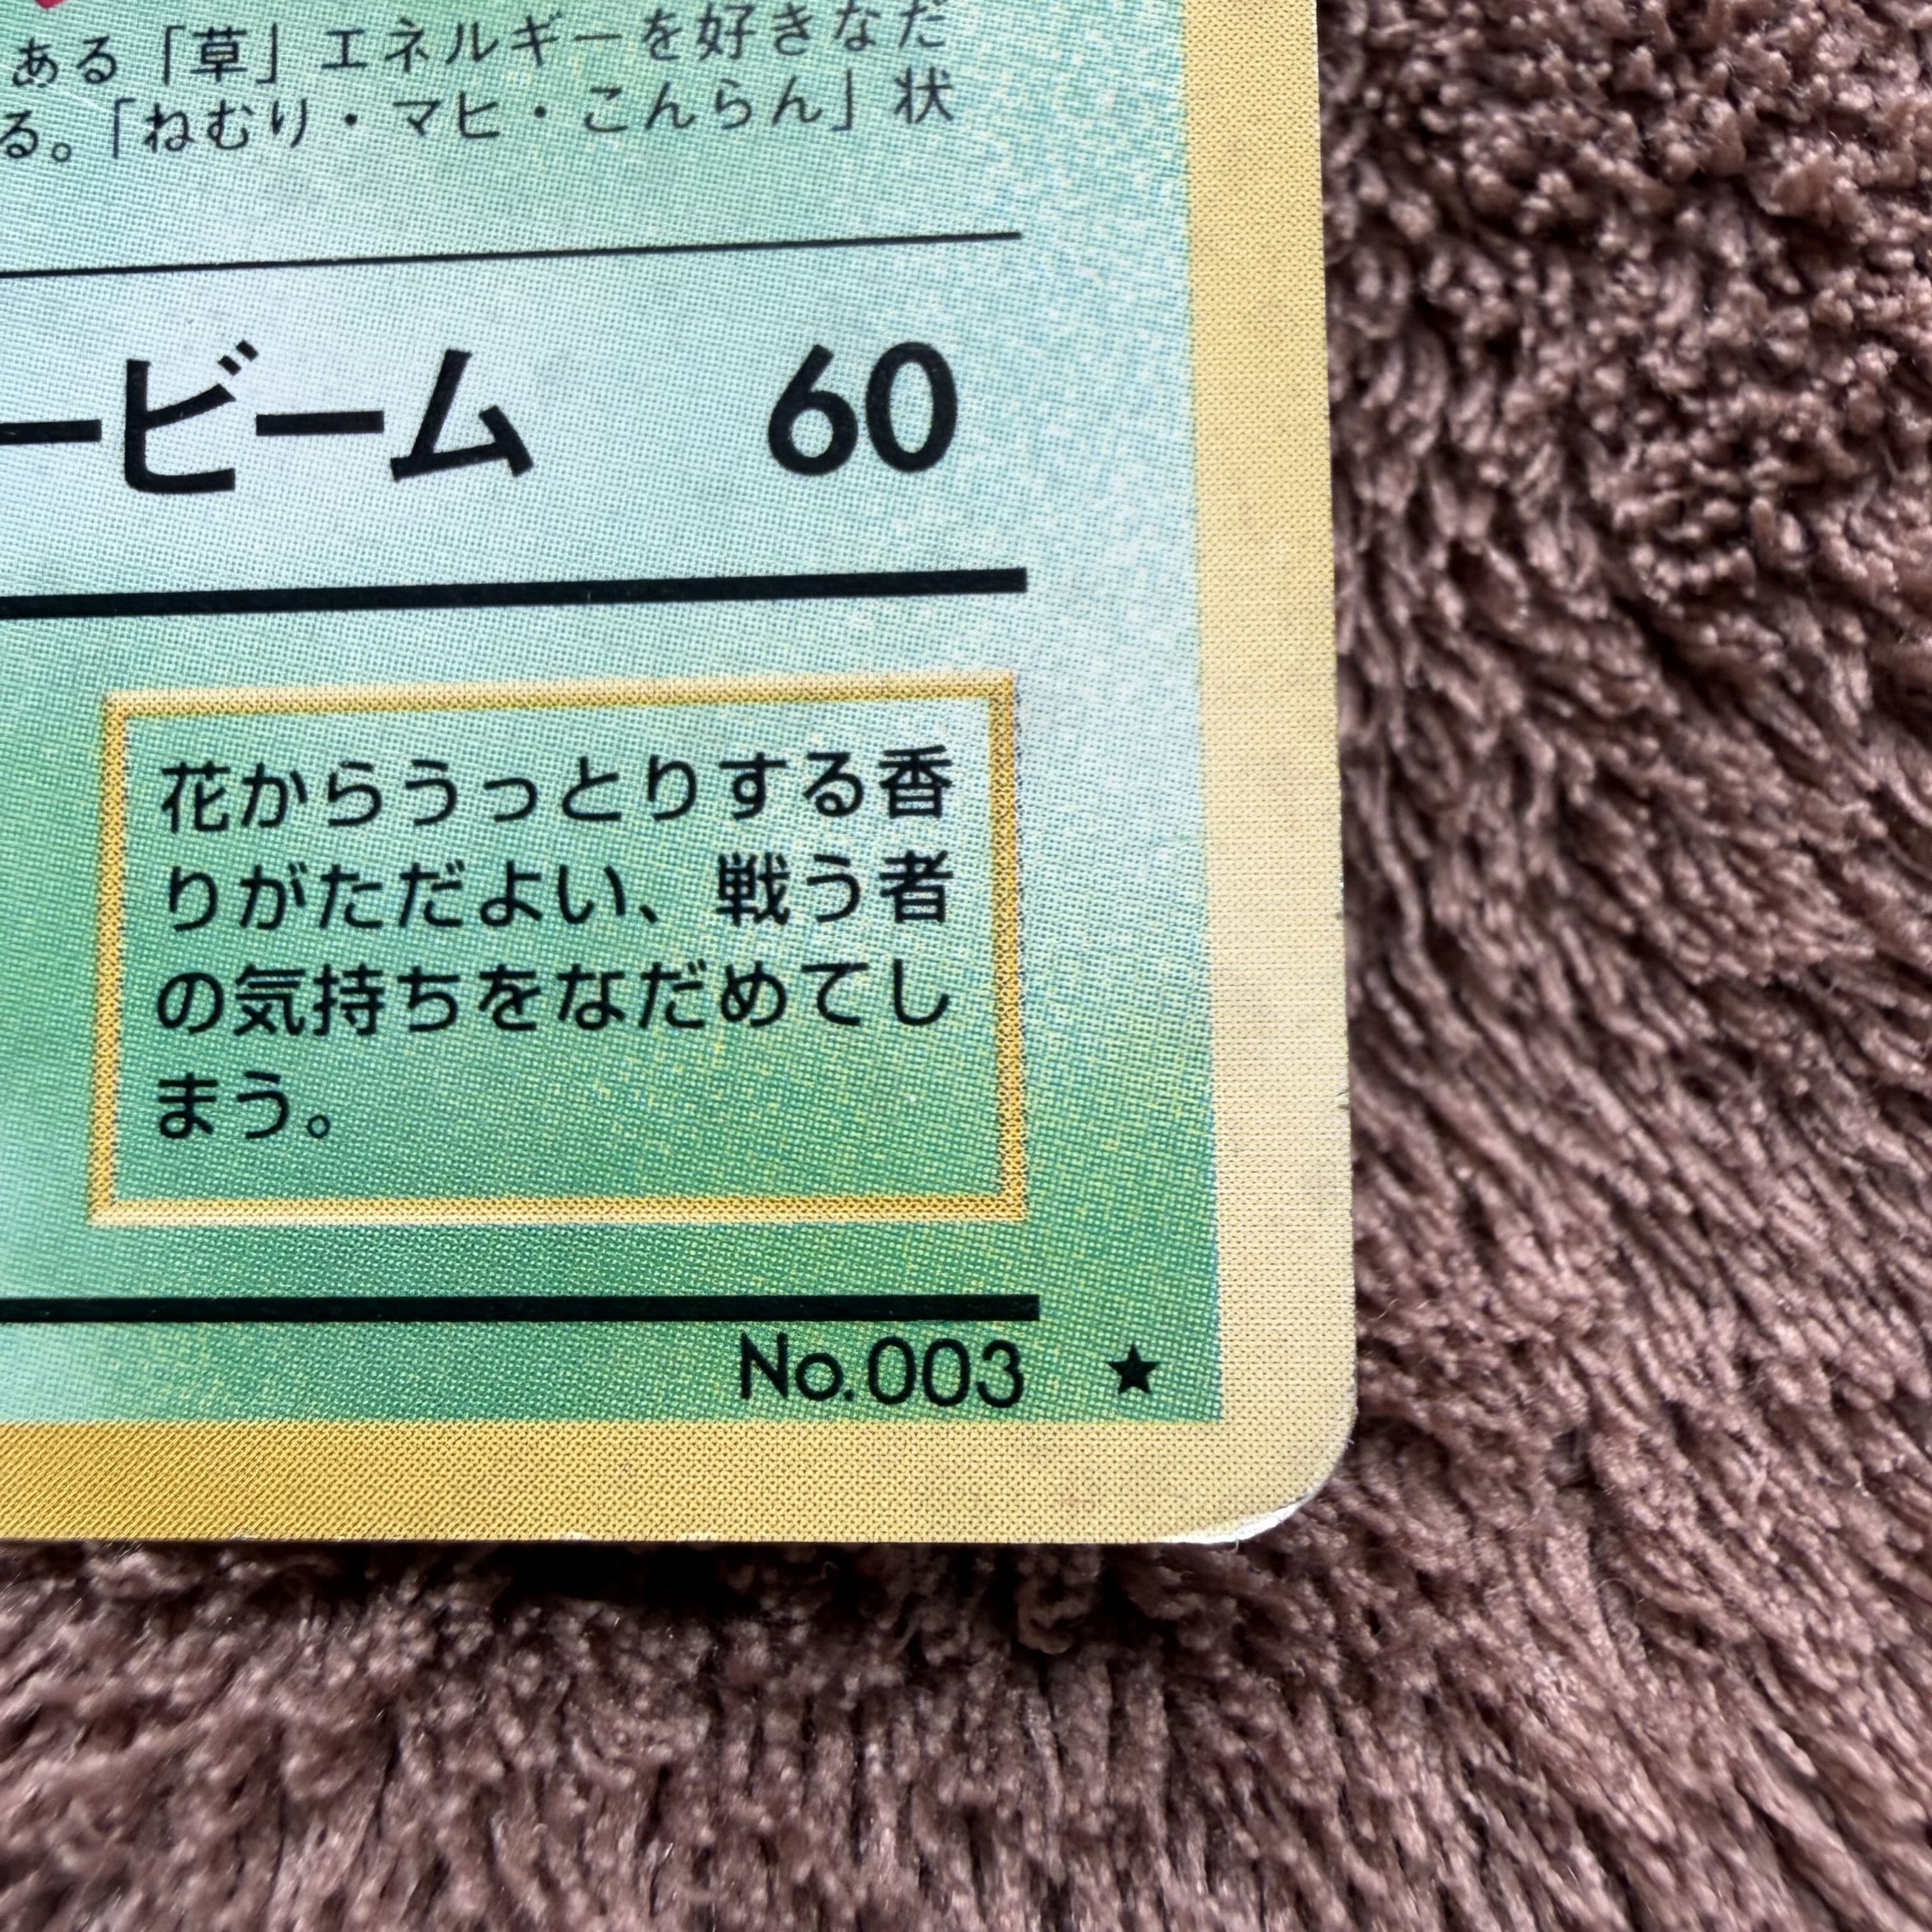 ある「草」エネルギーを好きなだ
る。「ねむり・マヒ・こんらん」状
ービーム 60
花からうっとりする香
りがただよい、戦う者
の気持ちをなだめてし
まう。
No.003 ★